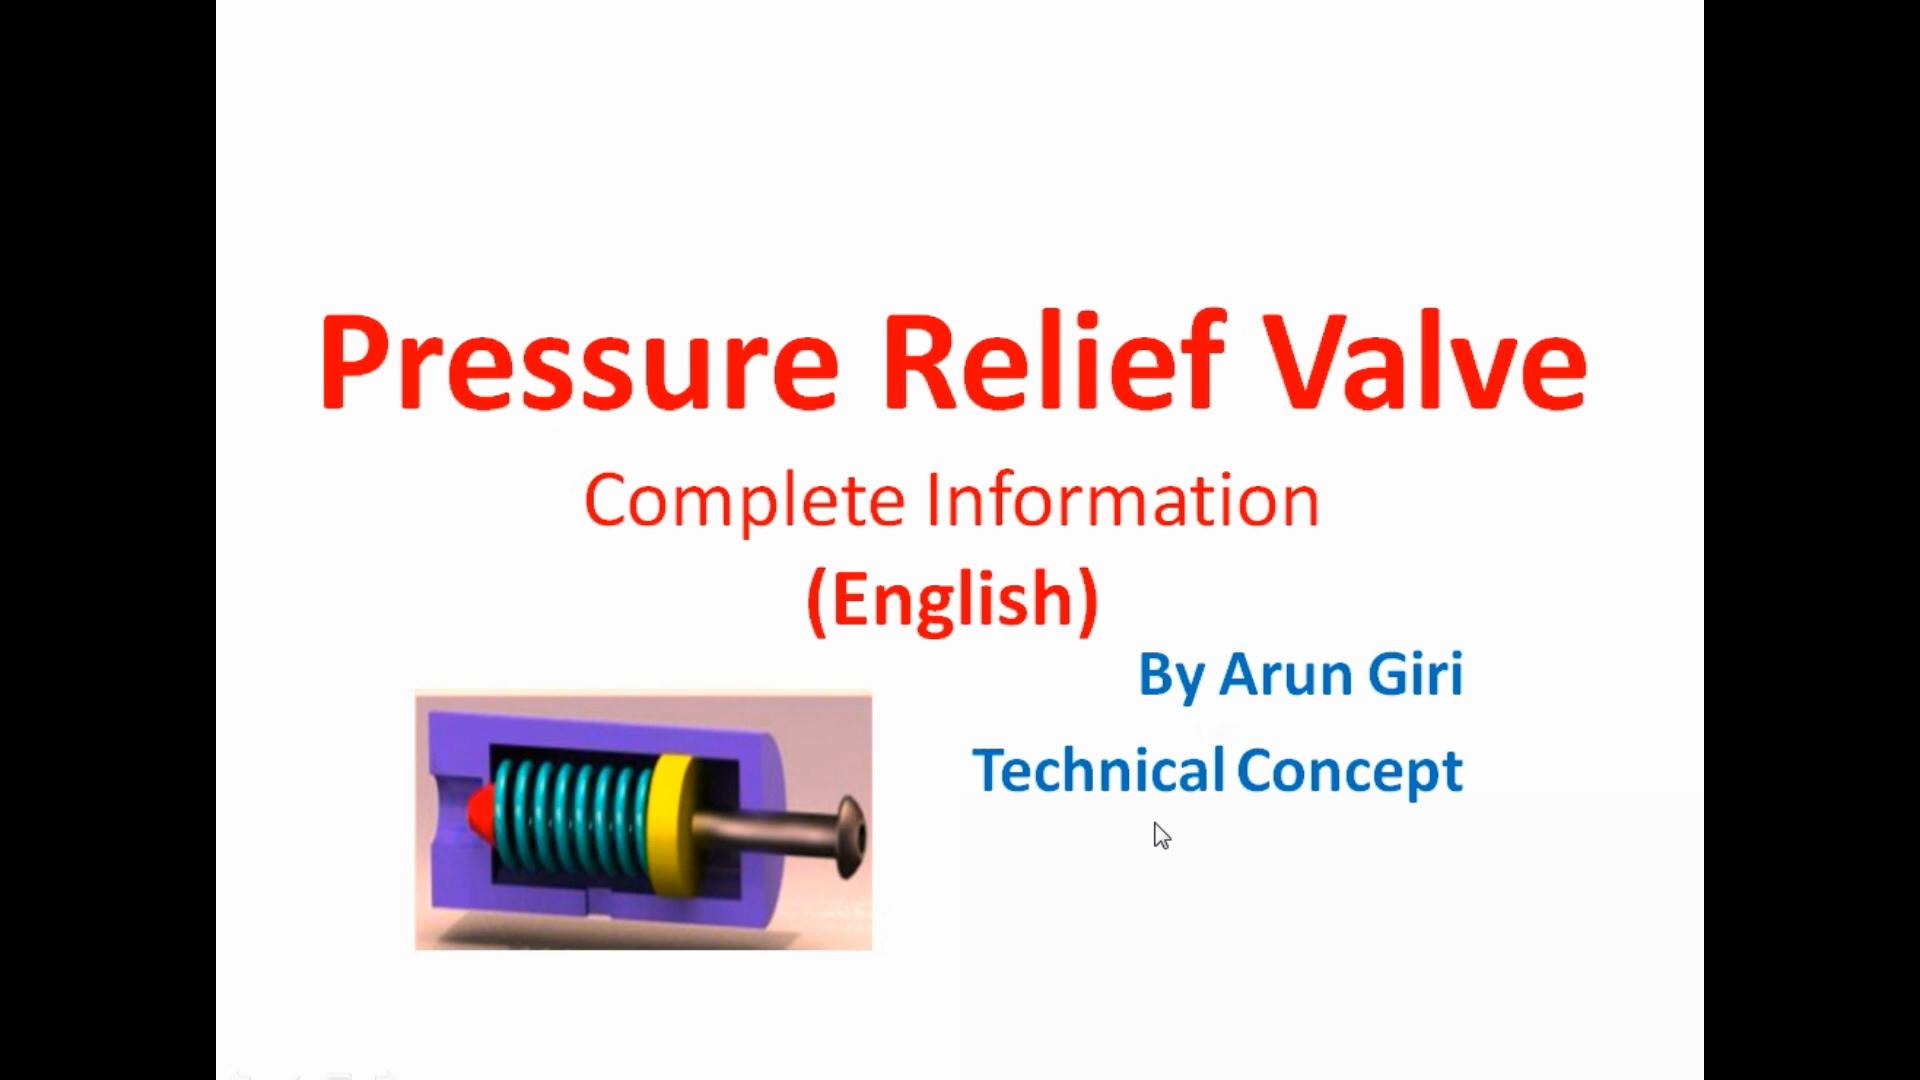 Pressure Relief Valve
Complete Information
(English)
By Arun Giri
Technical Concept